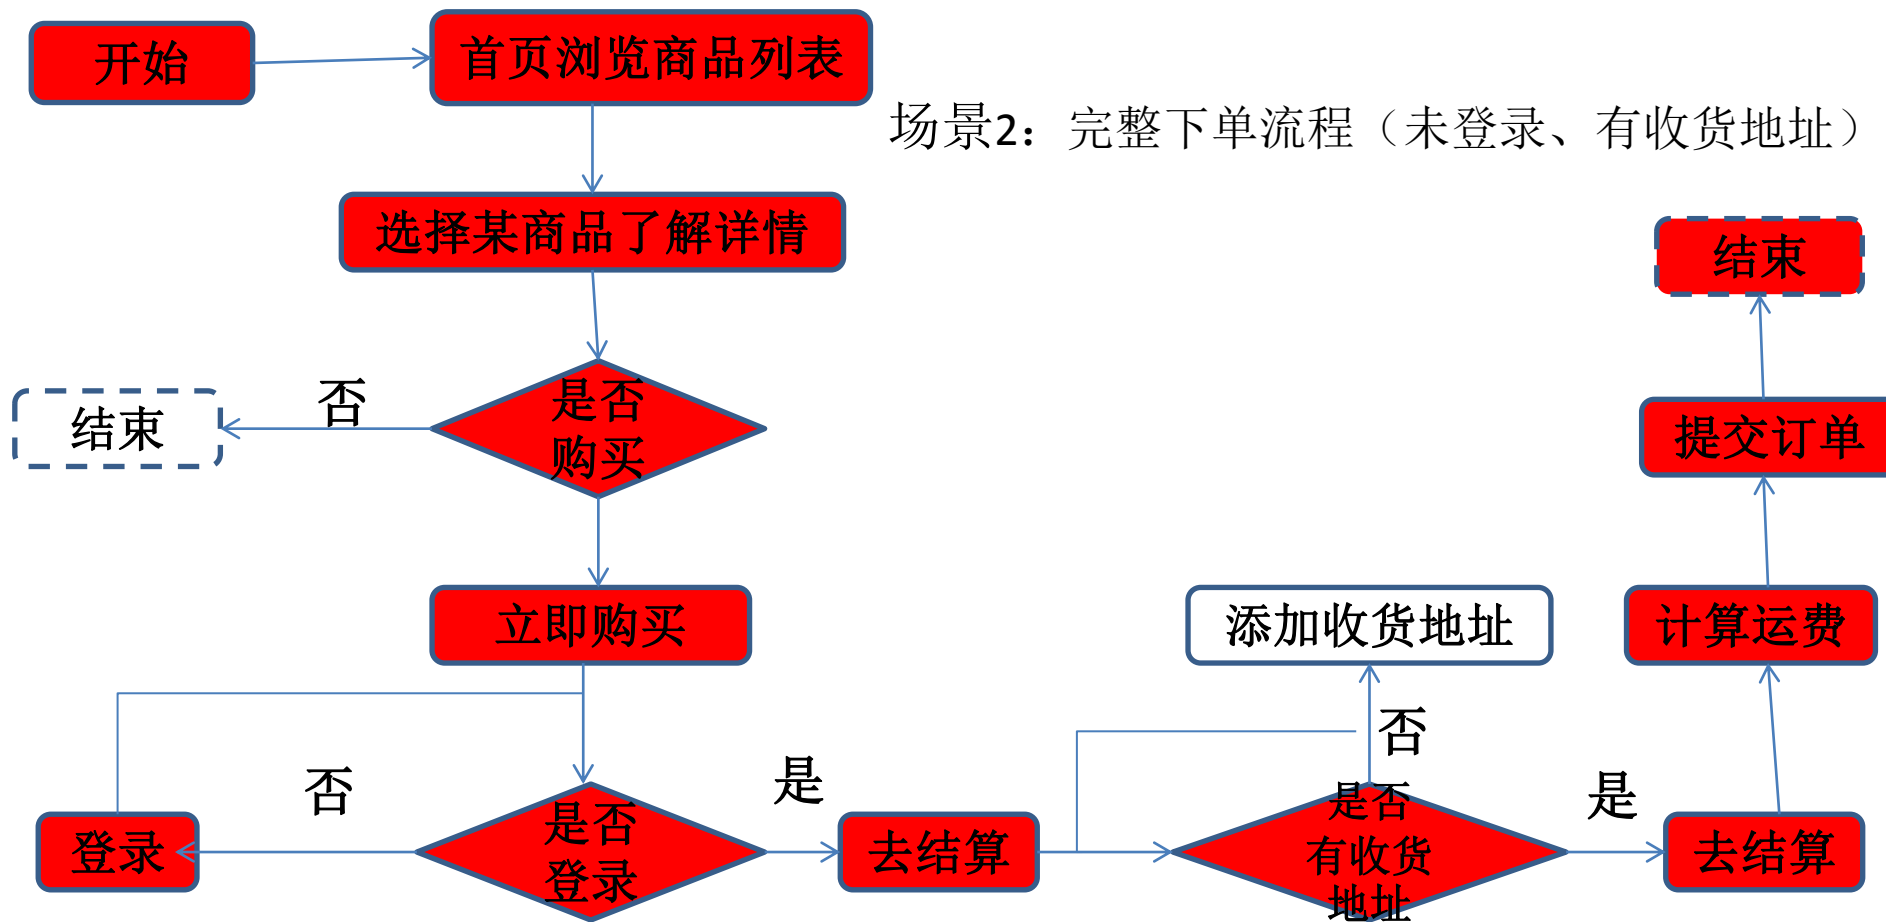 开始
首页浏览商品列表
场景2：完整下单流程（未登录、有收货地址）
选择某商品了解详情
结束
结束
否
是否
购买
提交订单
立即购买
添加收货地址
计算运费
否
否
是
是
登录
是否
登录
去结算
是否
有收货
地址
去结算